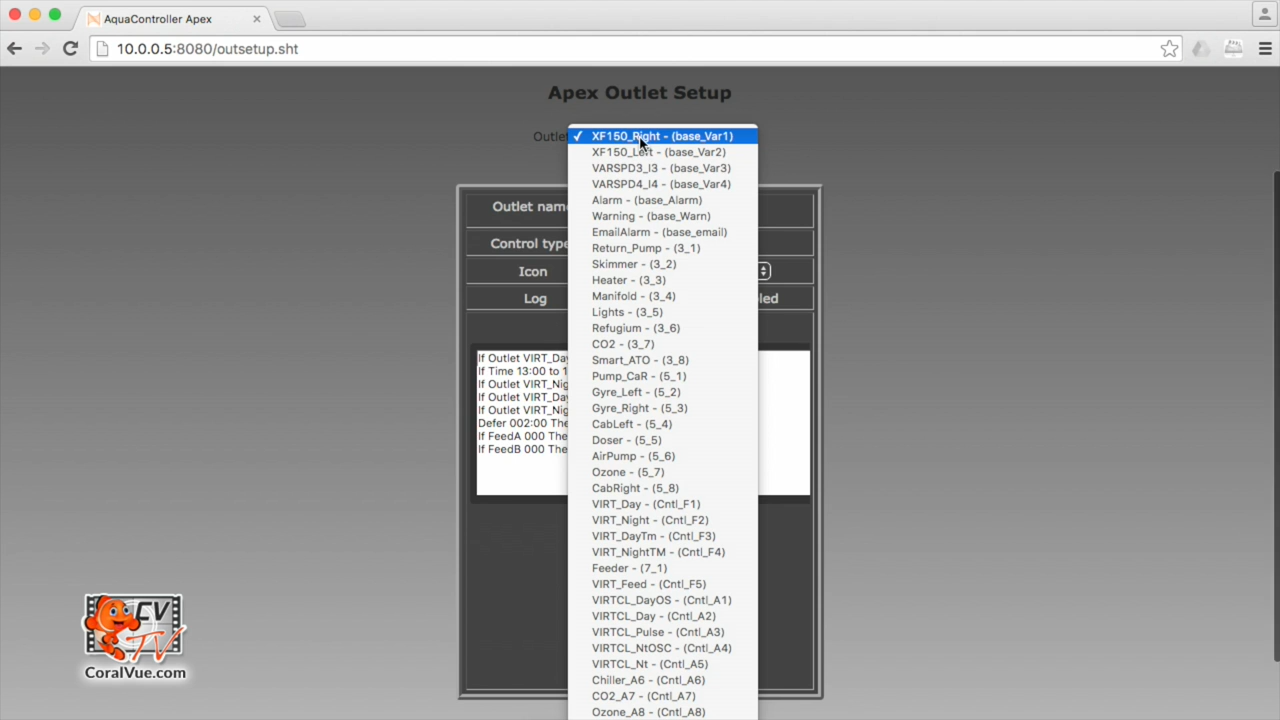 AquaController Apex
10.0.0.5:8080/outsetup.sht
Apex Outlet Setup
Outlet
XF150_Right - (base_Var1)
XF150_Left - (base_Var2)
VARSPD3_I3 - (base_Var3)
VARSPD4_I4 - (base_Var4)
Alarm - (base_Alarm)
Outlet name
Warning - (base_Warn)
EmailAlarm - (base_email)
Control type
Return_Pump - (3_1)
Skimmer - (3_2)
Icon
Heater - (3_3)
Manifold - (3_4)
Log
Lights - (3_5)
Refugium - (3_6)
CO2 - (3_7)
Smart_ATO - (3_8)
Pump_CaR - (5_1)
Gyre_Left - (5_2)
Gyre_Right - (5_3)
CabLeft - (5_4)
Doser - (5_5)
AirPump - (5_6)
Ozone - (5_7)
CabRight - (5_8)
VIRT_Day - (Cntl_F1)
VIRT_Night - (Cntl_F2)
VIRT_DayTm - (Cntl_F3)
VIRT_NightTM - (Cntl_F4)
Feeder - (7_1)
VIRT_Feed - (Cntl_F5)
VIRTCL_DayOS - (Cntl_A1)
VIRTCL_Day - (Cntl_A2)
VIRTCL_Pulse - (Cntl_A3)
VIRTCL_NtOSC - (Cntl_A4)
VIRTCL_Nt - (Cntl_A5)
Chiller_A6 - (Cntl_A6)
CO2_A7 - (Cntl_A7)
Ozone_A8 - (Cntl_A8)
If Outlet VIRT_Day
If Time 13:00 to 1
If Outlet VIRT_Nig
If Outlet VIRT_Day
If Outlet VIRT_Nig
Defer 002:00 The
If FeedA 000 The
If FeedB 000 The
bled
CV
TV
CoralVue.com